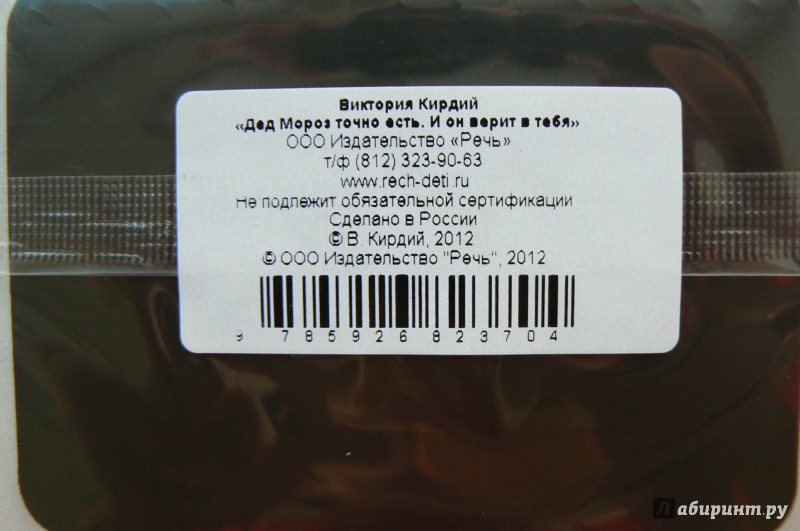 Виктория Кирдий
«Дед Мороз точно есть. И он верит в тебя»
ООО Издательство «Речь»
т/ф (812) 323-90-63
www.rech-deti.ru
Не подлежит обязательной сертификации
Сделано в России
© В. Кирдий, 2012
© ООО Издательство "Речь", 2012
9 785926 823704
Лабиринт.ру